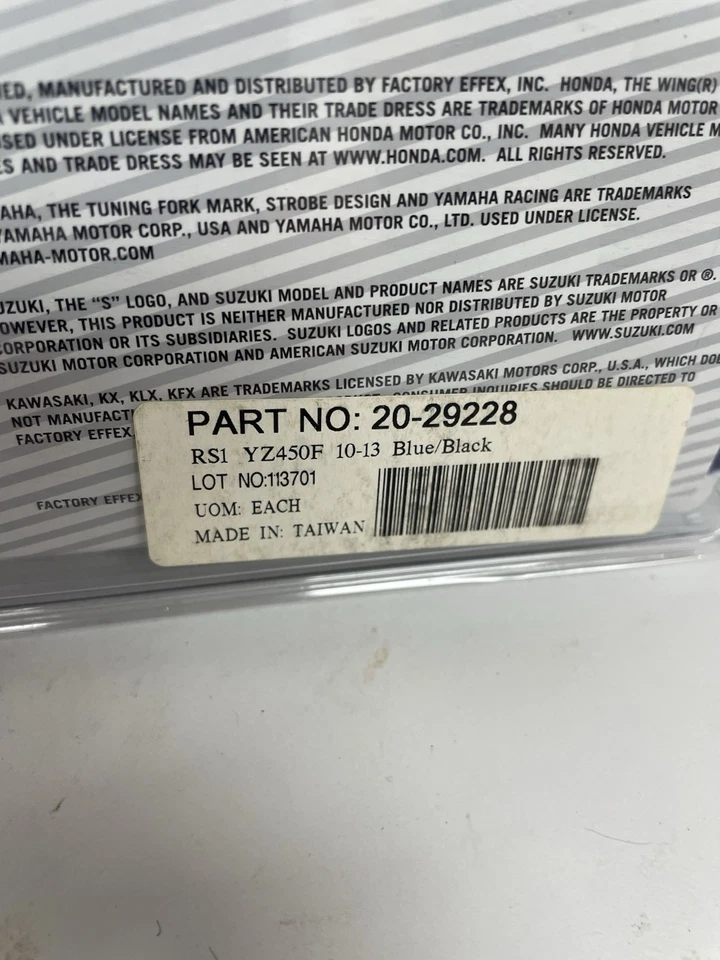 MANUFACTURED AND DISTRIBUTED BY FACTORY EFFEX, INC. HONDA, THE WING(R)
VEHICLE MODEL NAMES AND THEIR TRADE DRESS ARE TRADEMARKS OF HONDA MOTOR
UNDER LICENSE FROM AMERICAN HONDA MOTOR CO., INC. MANY HONDA VEHICLE M
AND TRADE DRESS MAY BE SEEN AT WWW.HONDA.COM. ALL RIGHTS RESERVED.
AHA, THE TUNING FORK MARK, STROBE DESIGN AND YAMAHA RACING ARE TRADEMARKS
YAMAHA MOTOR CORP., USA AND YAMAHA MOTOR CO., LTD. USED UNDER LICENSE.
MAHA-MOTOR.COM
UZUKI, THE “S” LOGO, AND SUZUKI MODEL AND PRODUCT NAMES ARE SUZUKI TRADEMARKS OR ®.
OWEVER, THIS PRODUCT IS NEITHER MANUFACTURED NOR DISTRIBUTED BY SUZUKI MOTOR
CORPORATION OR ITS SUBSIDIARIES. SUZUKI LOGOS AND RELATED PRODUCTS ARE THE PROPERTY OR
SUZUKI MOTOR CORPORATION AND AMERICAN SUZUKI MOTOR CORPORATION. WWW.SUZUKI.COM
KAWASAKI, KX, KLX, KFX ARE TRADEMARKS LICENSED BY KAWASAKI MOTORS CORP., U.S.A., WHICH DOE
NOT MANUFACT CONSUMER INQUIRIES SHOULD BE DIRECTED TO
FACTORY EFFEX
FACTORY EFFEX
PART NO: 20-29228
RS1 YZ450F 10-13 Blue/Black
LOT NO:113701
UOM: EACH
MADE IN: TAIWAN